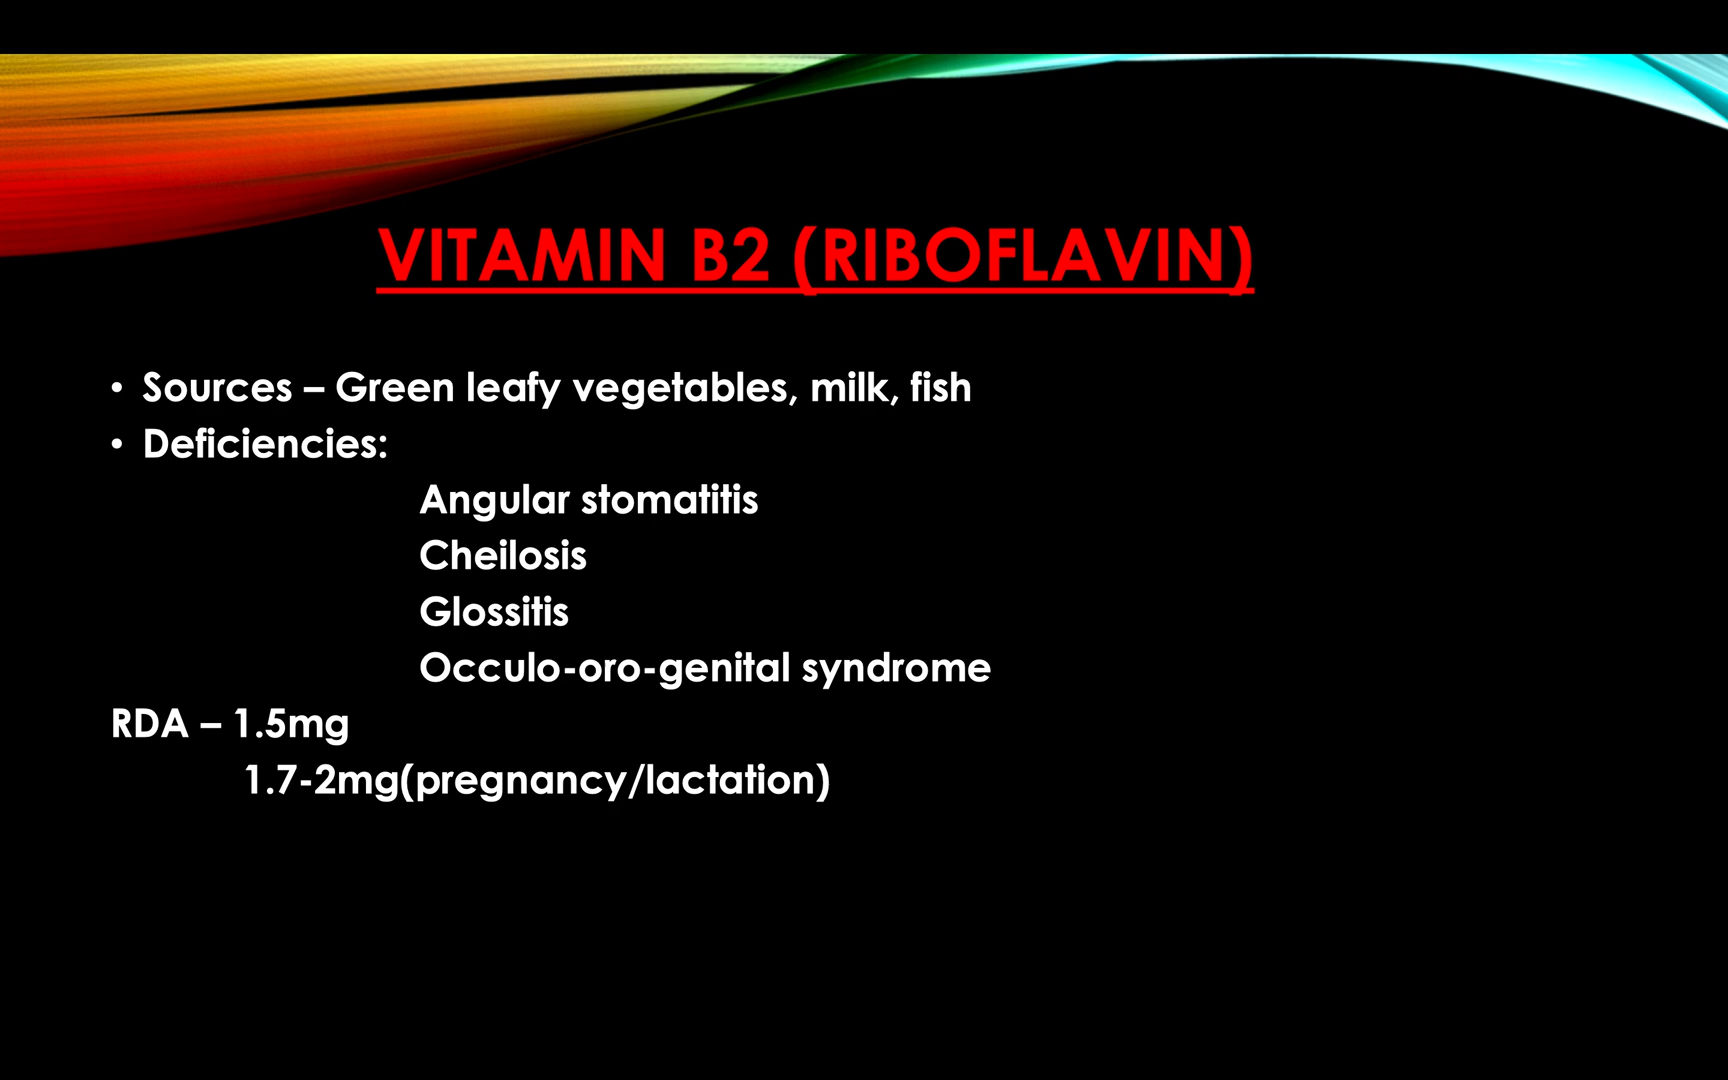 VITAMIN B2 (RIBOFLAVIN)
• Sources – Green leafy vegetables, milk, fish
• Deficiencies:
Angular stomatitis
Cheilosis
Glossitis
Occulo-oro-genital syndrome
RDA – 1.5mg
1.7-2mg(pregnancy/lactation)